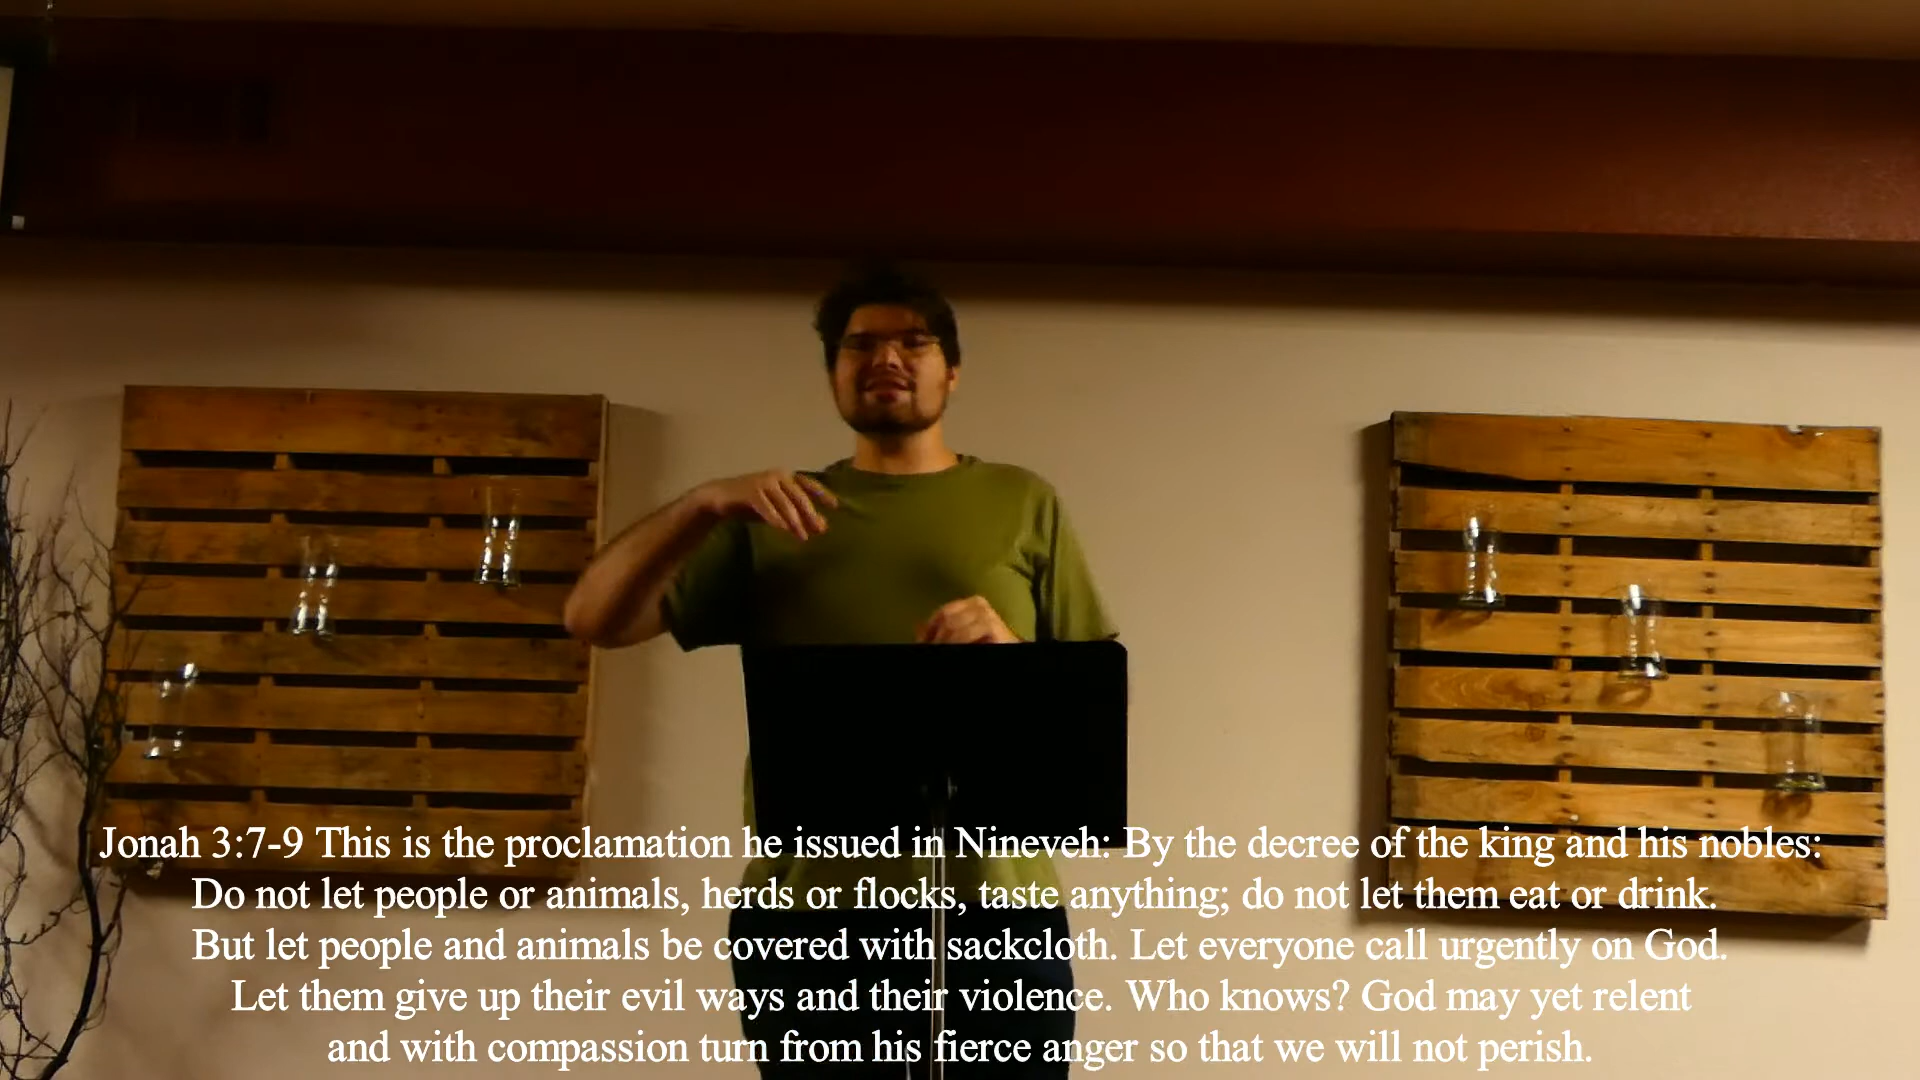 Jonah 3:7-9 This is the proclamation he issued in Nineveh: By the decree of the king and his nobles:
Do not let people or animals, herds or flocks, taste anything; do not let them eat or drink.
But let people and animals be covered with sackcloth. Let everyone call urgently on God.
Let them give up their evil ways and their violence. Who knows? God may yet relent
and with compassion turn from his fierce anger so that we will not perish.